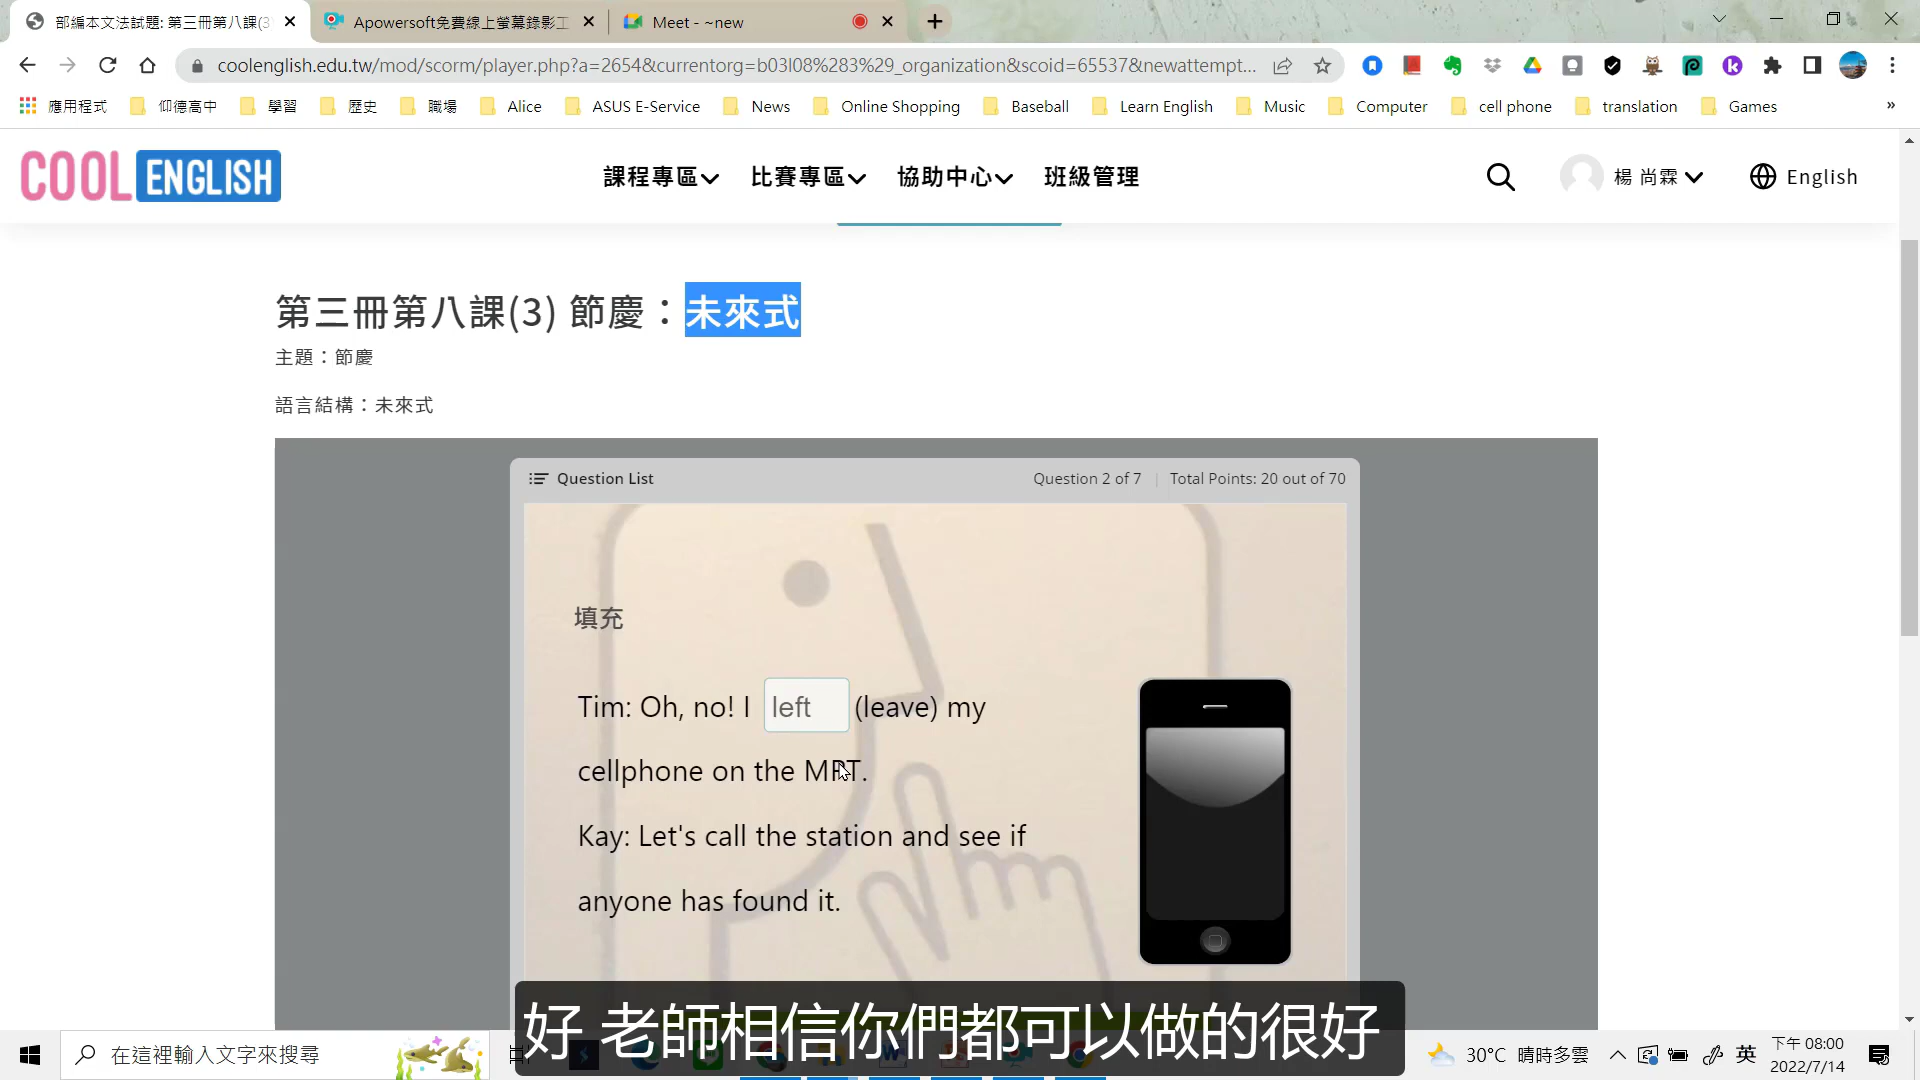 部編本文法試題: 第三冊第八課(3)
Apowersoft免費線上螢幕錄影工
Meet - ~new
coolenglish.edu.tw/mod/scorm/player.php?a=2654&currentorg=b03l08%283%29_organization&scoid=65537&newattempt...
應用程式 仰德高中 學習 歷史 職場 Alice ASUS E-Service News Online Shopping Baseball Learn English Music Computer cell phone translation Games »
COOL ENGLISH
課程專區 比賽專區 協助中心 班級管理
楊 尚霖 English
第三冊第八課(3) 節慶：未來式
主題：節慶
語言結構：未來式
Question List Question 2 of 7 | Total Points: 20 out of 70
填充
Tim: Oh, no! I left (leave) my
cellphone on the MRT.
Kay: Let's call the station and see if
anyone has found it.
好 老師相信你們都可以做的很好
在這裡輸入文字來搜尋
30°C 晴時多雲 英 下午 08:00
2022/7/14